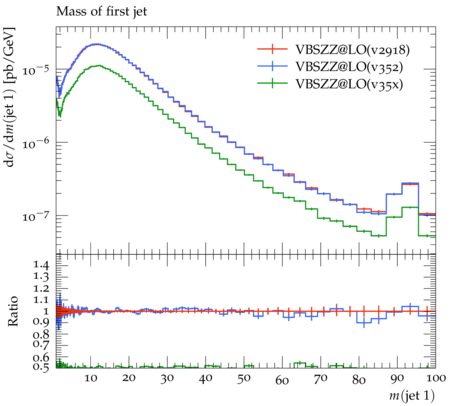 Mass of first jet
VBSZZ@LO(v2918)
VBSZZ@LO(v352)
VBSZZ@LO(v35x)
dσ/dm(jet 1) [pb/GeV]
10⁻⁵
10⁻⁶
10⁻⁷
Ratio
1.4
1.3
1.2
1.1
1
0.9
0.8
0.7
0.6
0.5
10 20 30 40 50 60 70 80 90 100
m(jet 1)